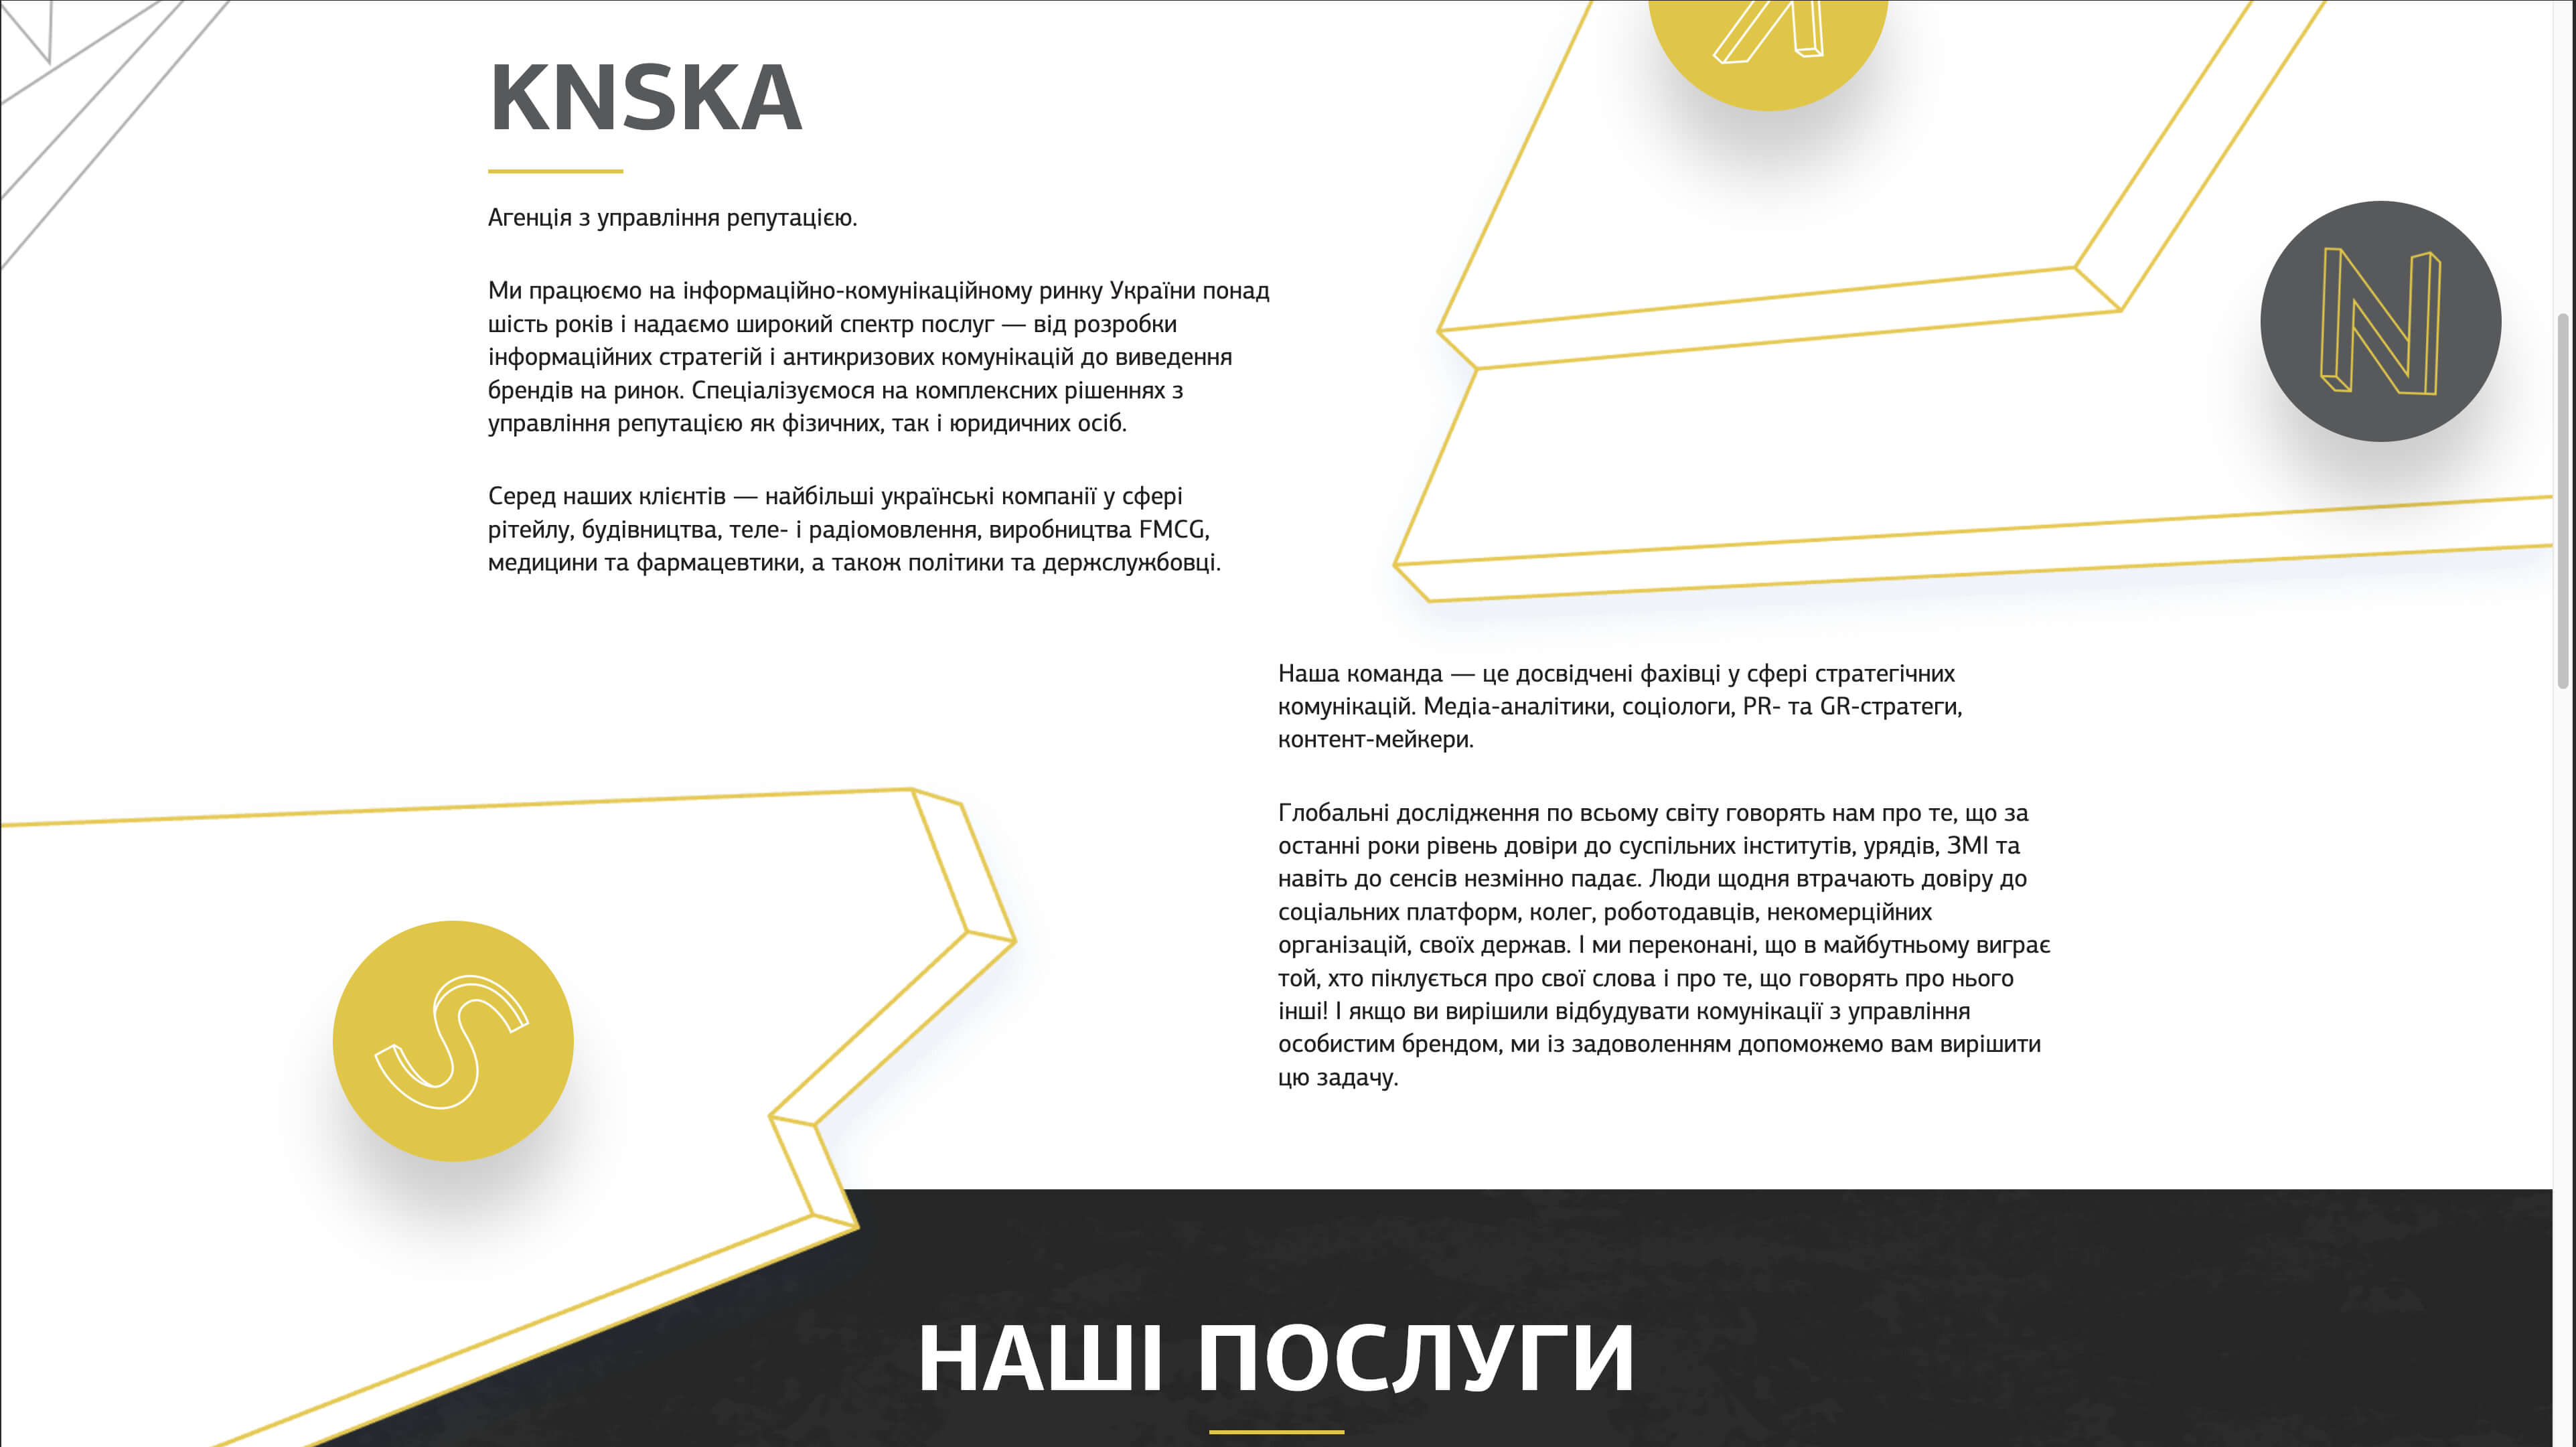 K
KNSKA
N
Агенція з управління репутацією.
Ми працюємо на інформаційно-комунікаційному ринку України понад
шість років і надаємо широкий спектр послуг — від розробки
інформаційних стратегій і антикризових комунікацій до виведення
брендів на ринок. Спеціалізуємося на комплексних рішеннях з
управління репутацією як фізичних, так і юридичних осіб.
Серед наших клієнтів — найбільші українські компанії у сфері
рітейлу, будівництва, теле- і радіомовлення, виробництва FMCG,
медицини та фармацевтики, а також політики та держслужбовці.
Наша команда — це досвідчені фахівці у сфері стратегічних
комунікацій. Медіа-аналітики, соціологи, PR- та GR-стратеги,
контент-мейкери.
Глобальні дослідження по всьому світу говорять нам про те, що за
останні роки рівень довіри до суспільних інститутів, урядів, ЗМІ та
навіть до сенсів незмінно падає. Люди щодня втрачають довіру до
соціальних платформ, колег, роботодавців, некомерційних
організацій, своїх держав. І ми переконані, що в майбутньому виграє
той, хто піклується про свої слова і про те, що говорять про нього
інші! І якщо ви вирішили відбудувати комунікації з управління
особистим брендом, ми із задоволенням допоможемо вам вирішити
цю задачу.
S
НАШІ ПОСЛУГИ